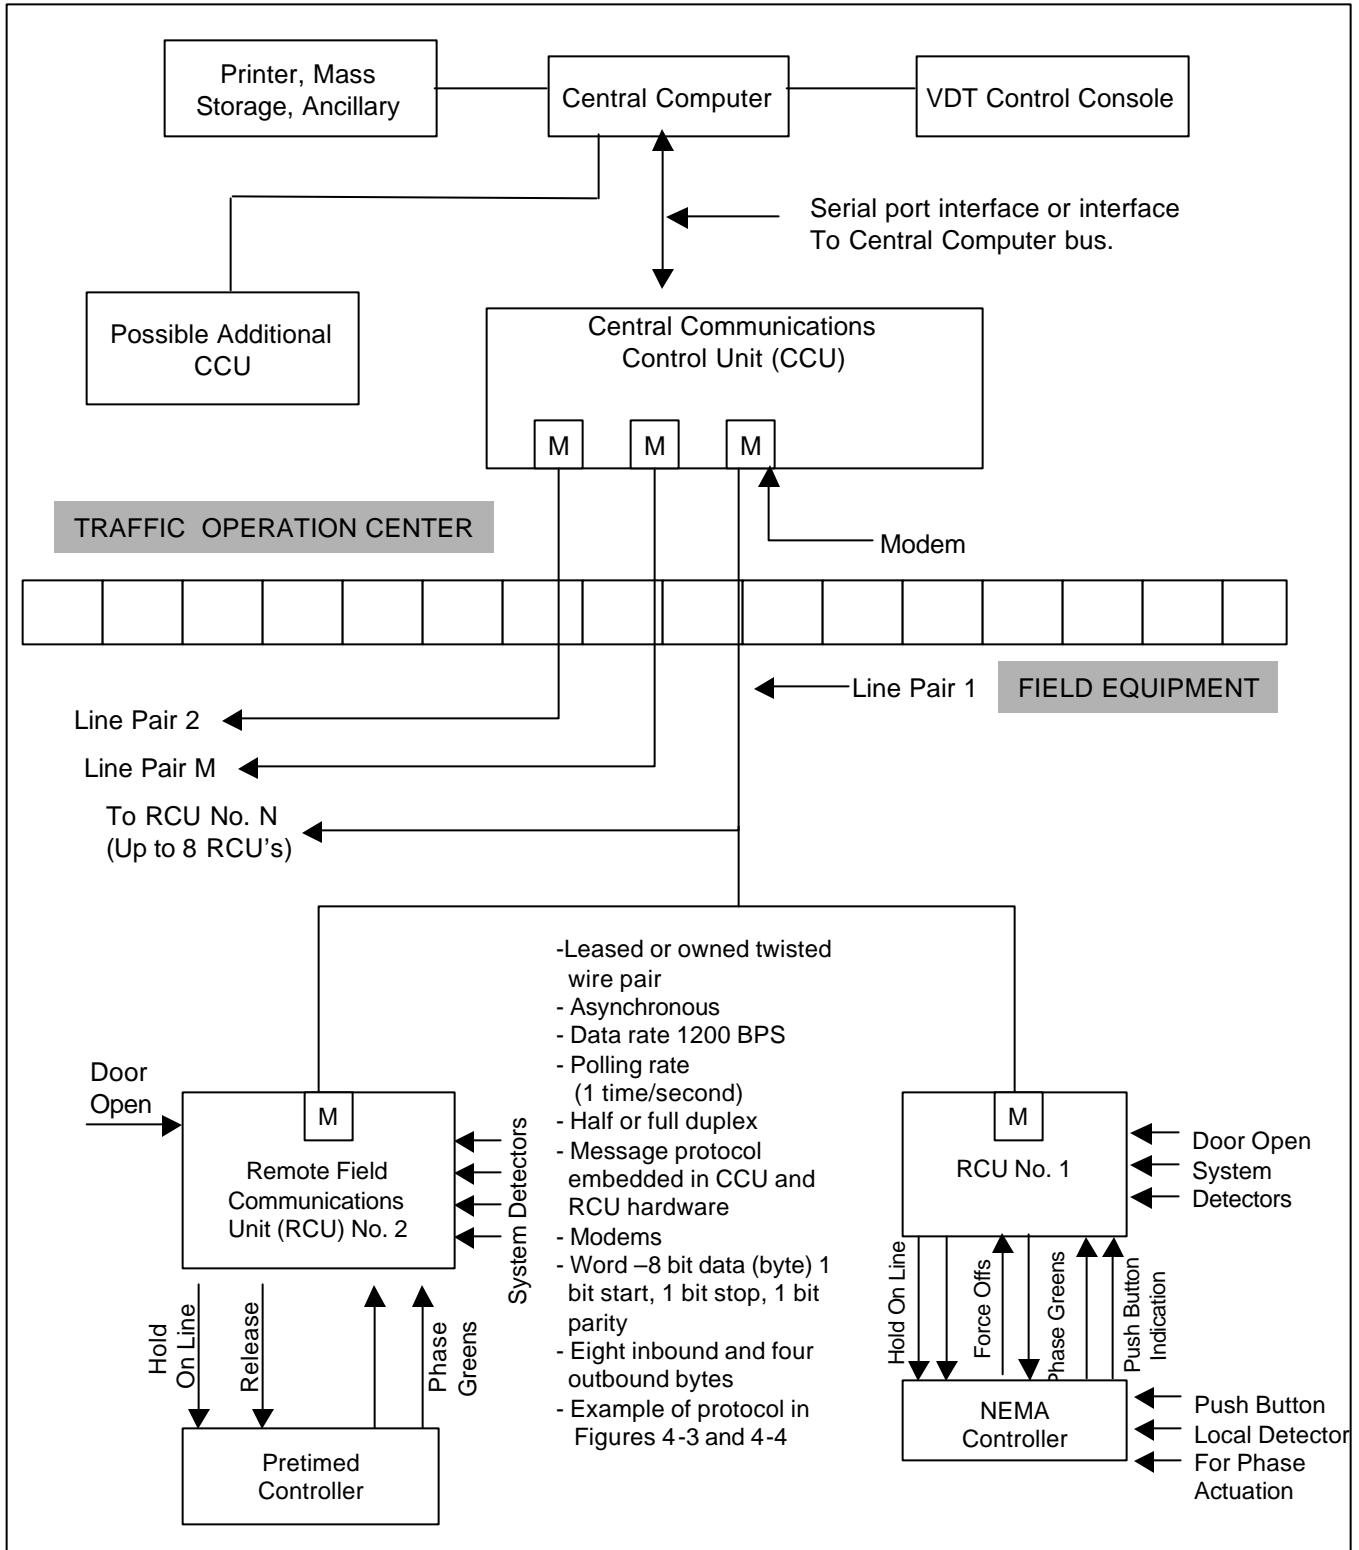 Printer, Mass
Storage, Ancillary
Central Computer
VDT Control Console
Serial port interface or interface
To Central Computer bus.
Possible Additional
CCU
Central Communications
Control Unit (CCU)
M
M
M
TRAFFIC OPERATION CENTER
Modem
Line Pair 1
FIELD EQUIPMENT
Line Pair 2
Line Pair M
To RCU No. N
(Up to 8 RCU's)
-Leased or owned twisted
wire pair
- Asynchronous
- Data rate 1200 BPS
- Polling rate
(1 time/second)
- Half or full duplex
- Message protocol
embedded in CCU and
RCU hardware
- Modems
- Word –8 bit data (byte) 1
bit start, 1 bit stop, 1 bit
parity
- Eight inbound and four
outbound bytes
- Example of protocol in
Figures 4-3 and 4-4
Door
Open
M
Remote Field
Communications
Unit (RCU) No. 2
System Detectors
Hold
On Line
Release
Phase
Greens
Pretimed
Controller
M
RCU No. 1
Door Open
System
Detectors
Hold On Line
Force Offs
Phase Greens
Push Button
Indication
NEMA
Controller
Push Button
Local Detector
For Phase
Actuation